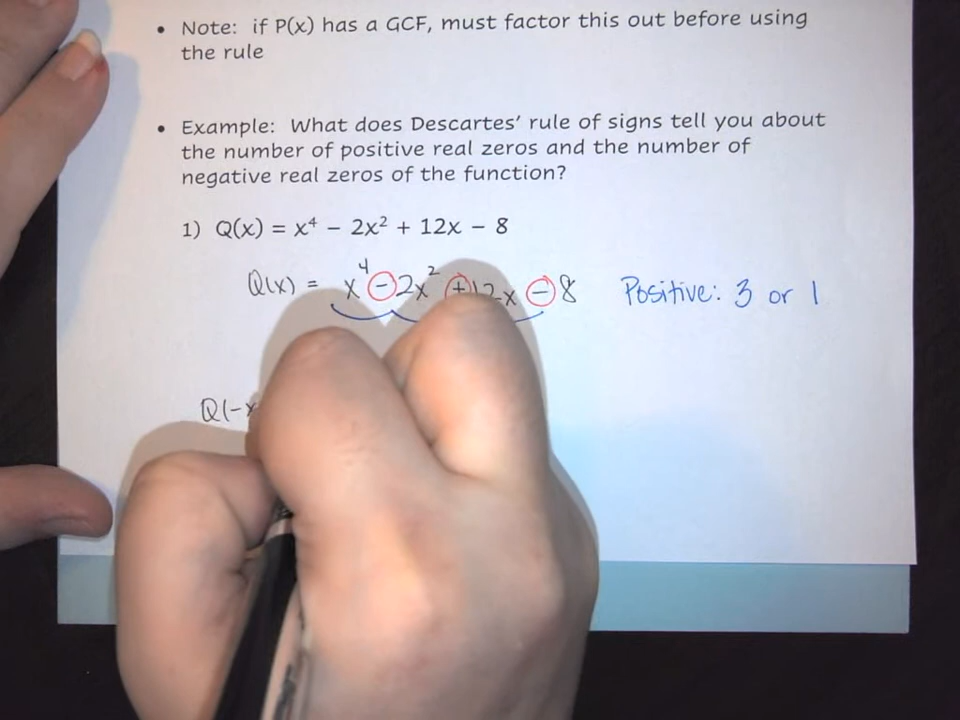 • Note: if P(x) has a GCF, must factor this out before using
the rule
• Example: What does Descartes' rule of signs tell you about
the number of positive real zeros and the number of
negative real zeros of the function?
1) Q(x) = x⁴ − 2x² + 12x − 8
Q(x) = x⁴ − 2x² + 12x − 8 Positive: 3 or 1
Q(-x